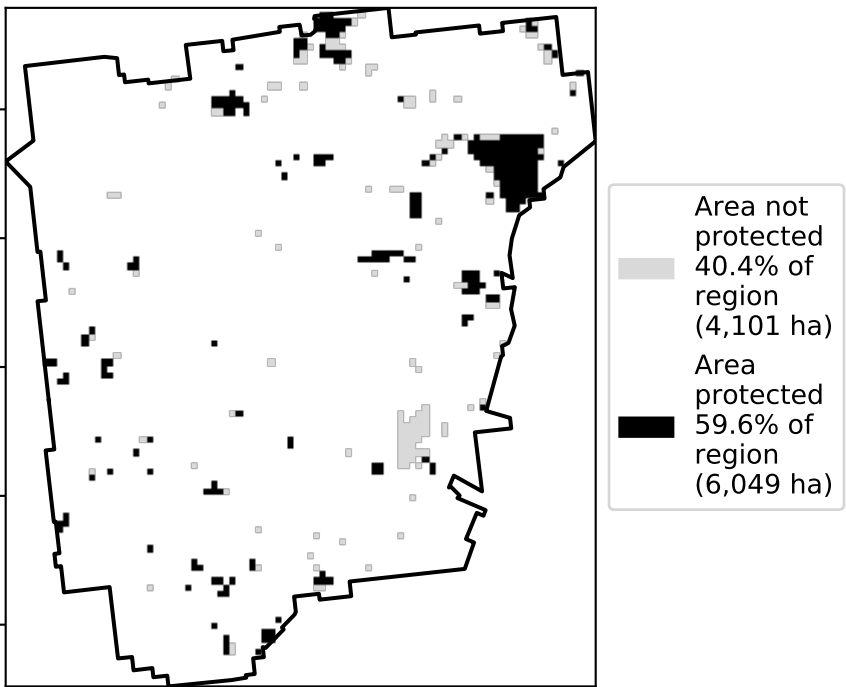 Area not
protected
40.4% of
region
(4,101 ha)
Area
protected
59.6% of
region
(6,049 ha)